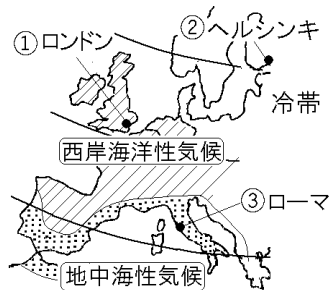 ①ロンドン
②ヘルシンキ
冷帯
西岸海洋性気候
③ローマ
地中海性気候